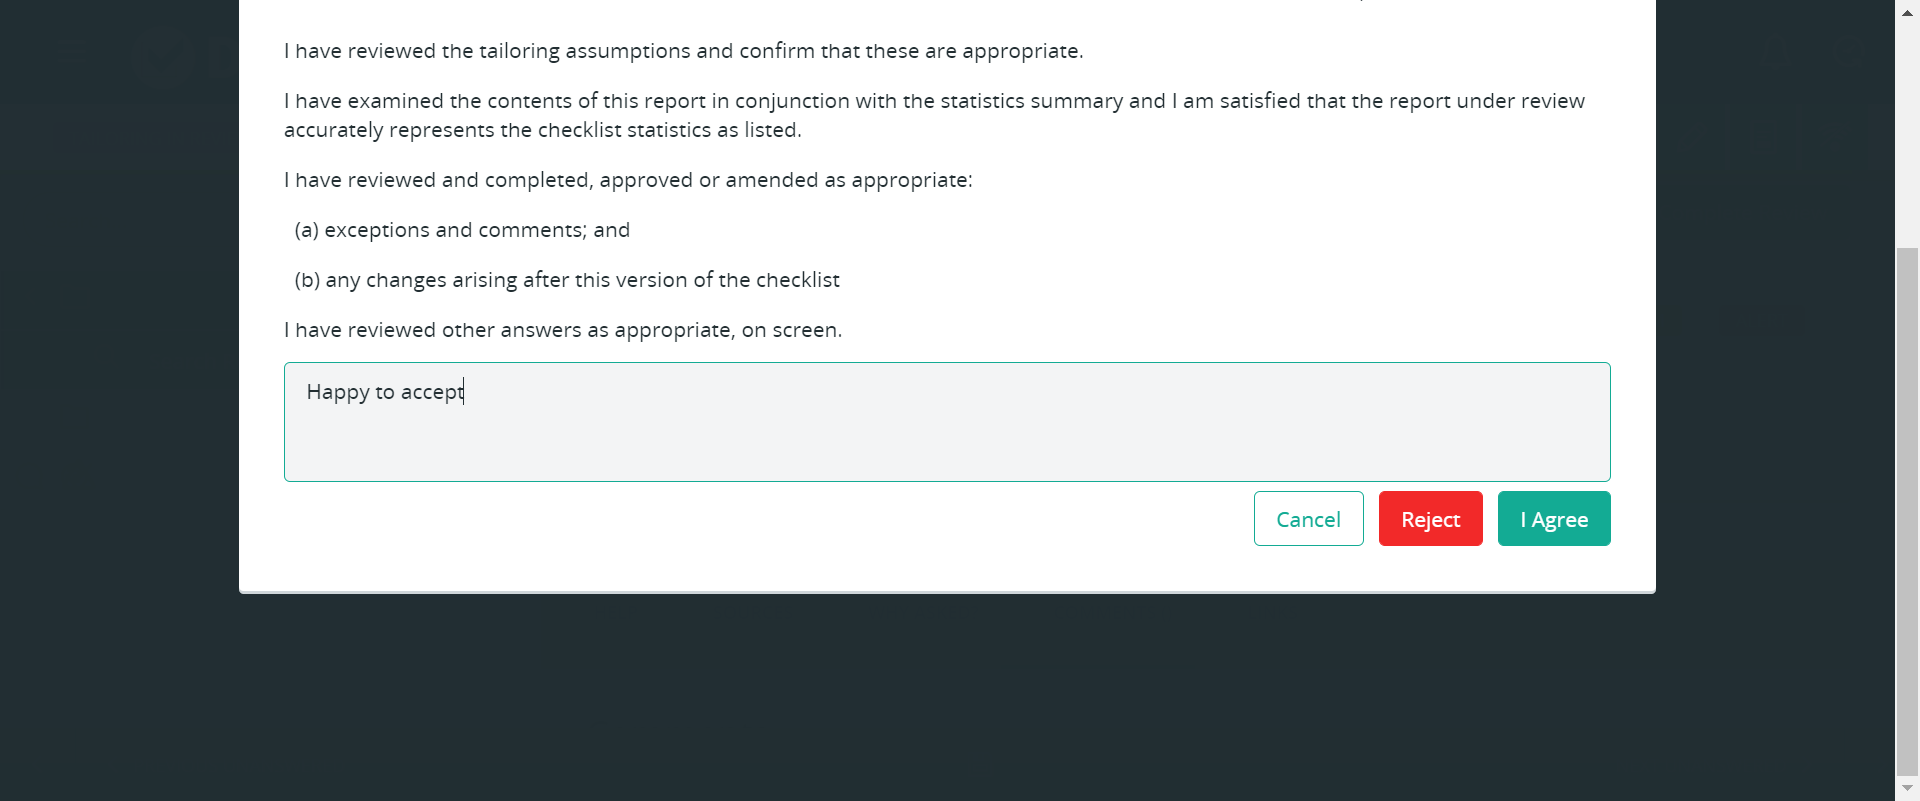 I have reviewed the tailoring assumptions and confirm that these are appropriate.
I have examined the contents of this report in conjunction with the statistics summary and I am satisfied that the report under review
accurately represents the checklist statistics as listed.
I have reviewed and completed, approved or amended as appropriate:
(a) exceptions and comments; and
(b) any changes arising after this version of the checklist
I have reviewed other answers as appropriate, on screen.
Happy to accept
Cancel Reject I Agree